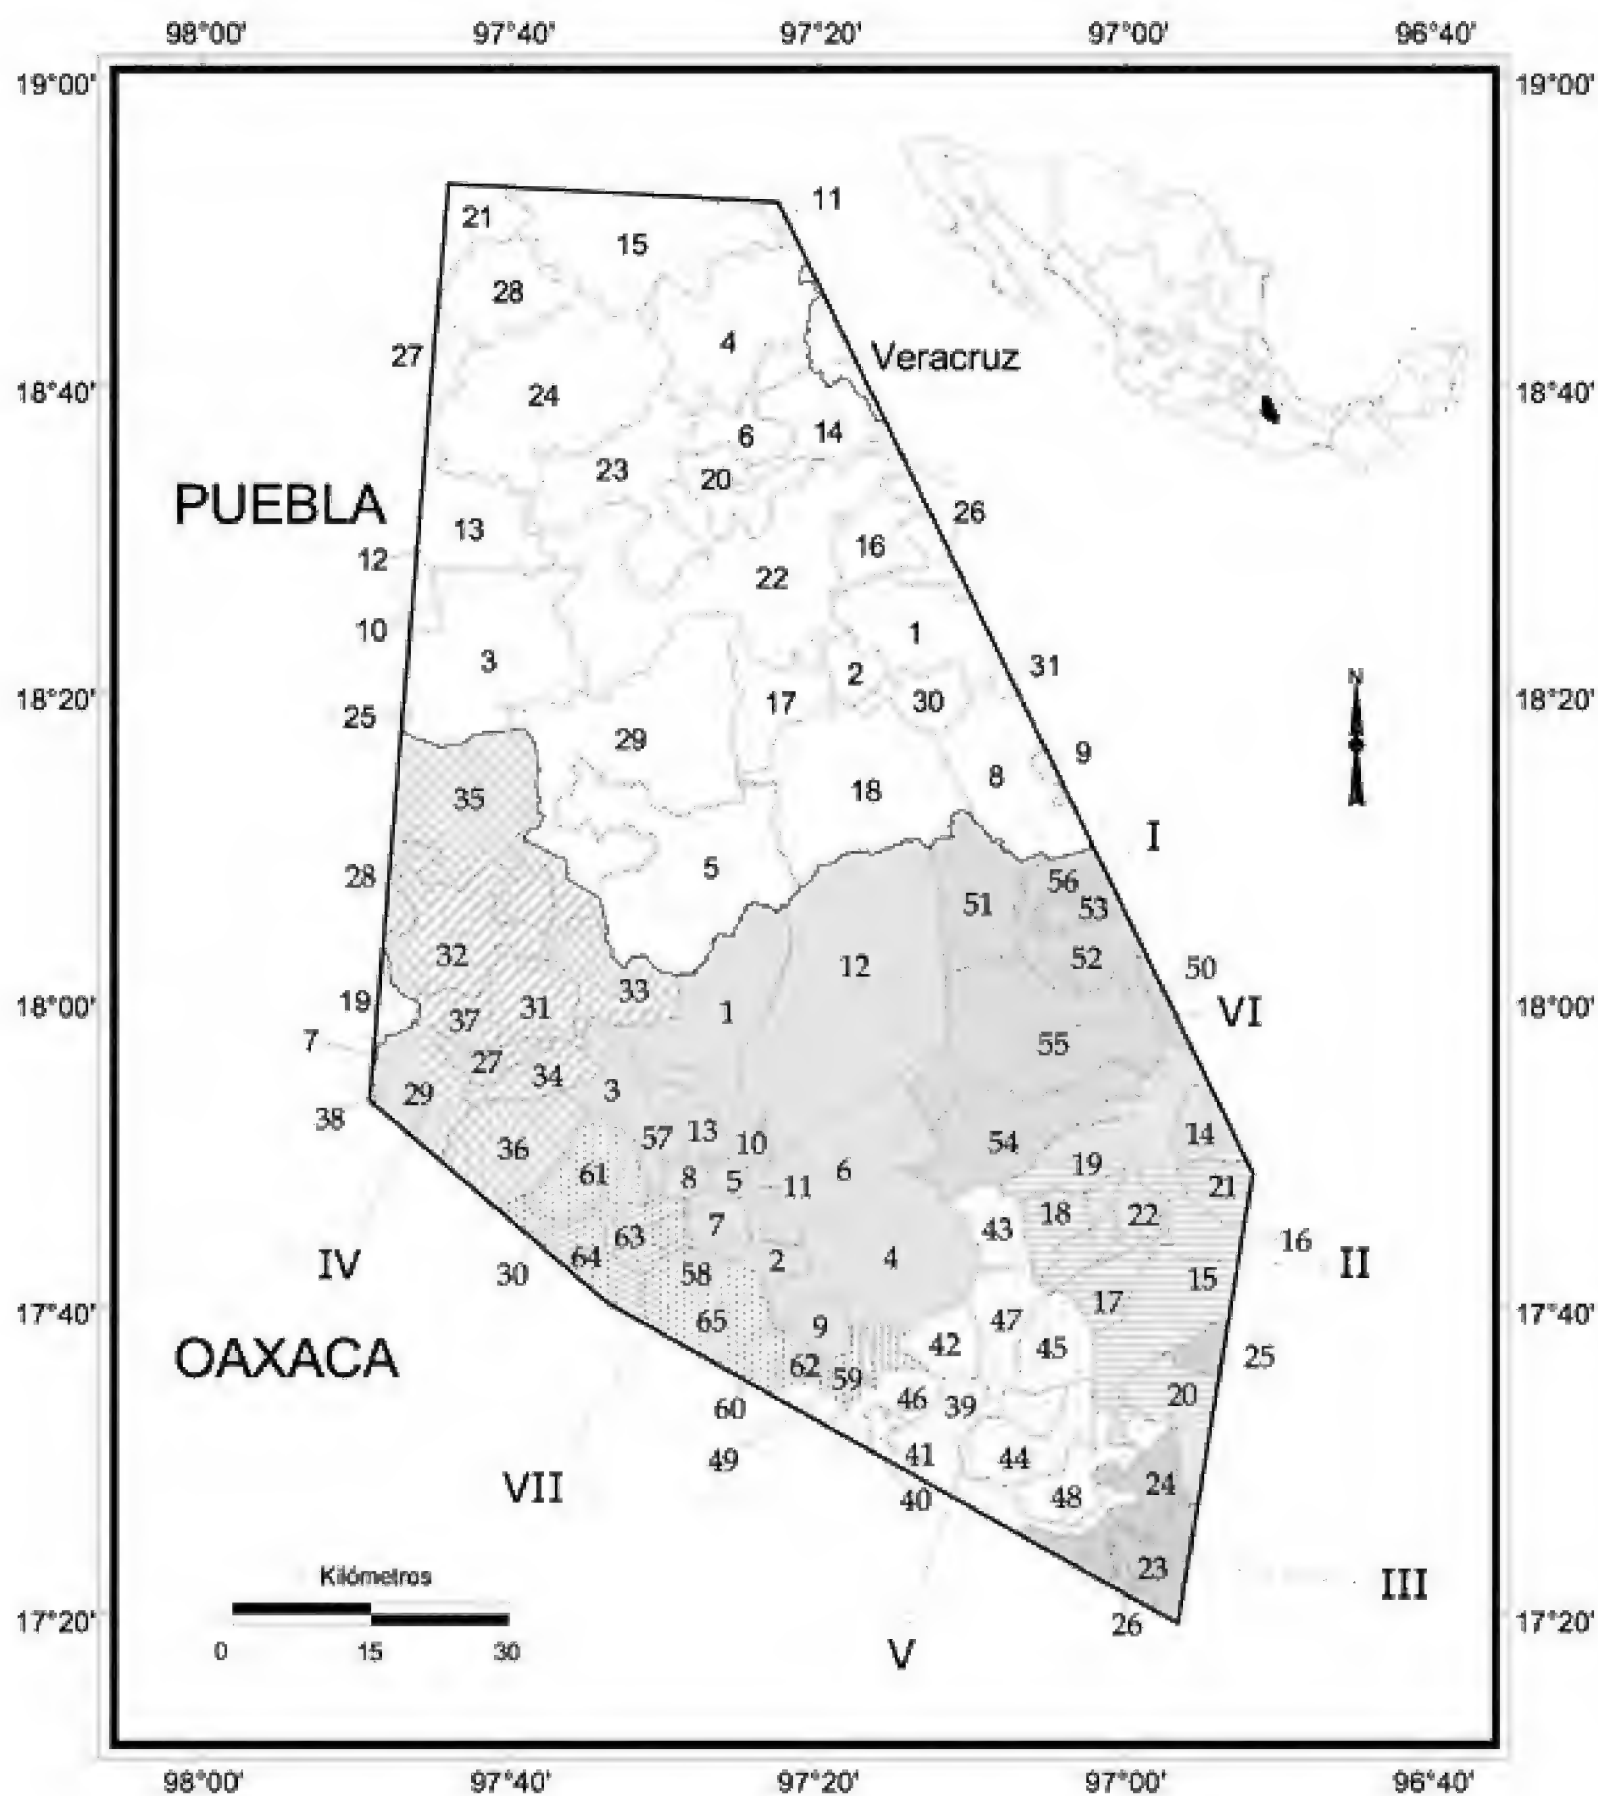 98°00' 97°40' 97°20' 97°00' 96°40'
19°00' 19°00'
11
21
15
28
4
27 Veracruz
18°40' 24 18°40'
6 14
23 20
PUEBLA 26
13
12 16
22
10 1
3 2 31
N
18°20' 17 30 18°20'
25
29 9
8
35 18
I
5
28 56
51 53
32 12 52 50
33
19 31 1 18°00' VI
18°00' 37
7 55
27 34
29 3
38 13 14
57 10 54
36 19
61 8 5 11 6 21
7 43 18 22
63 16
IV 64 2 4 II
30 58 15
17
17°40' 65 9 47 17°40'
42 45
OAXACA 62 25
59 20
60 46 39
49 41 44
VII 40 48 24
Kilómetros 23
III
17°20' 26 17°20'
0 15 30 V
98°00' 97°40' 97°20' 97°00' 96°40'